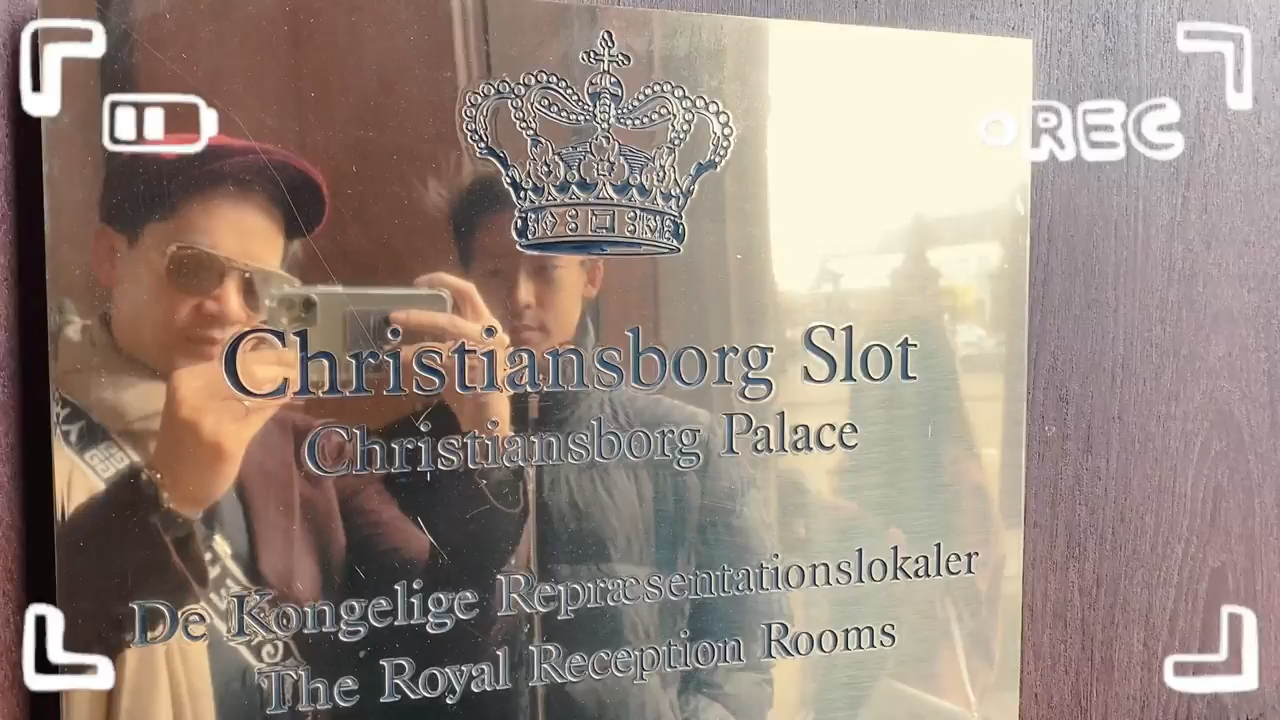 REC
Christiansborg Slot
Christiansborg Palace
De Kongelige Repræsentationslokaler
The Royal Reception Rooms